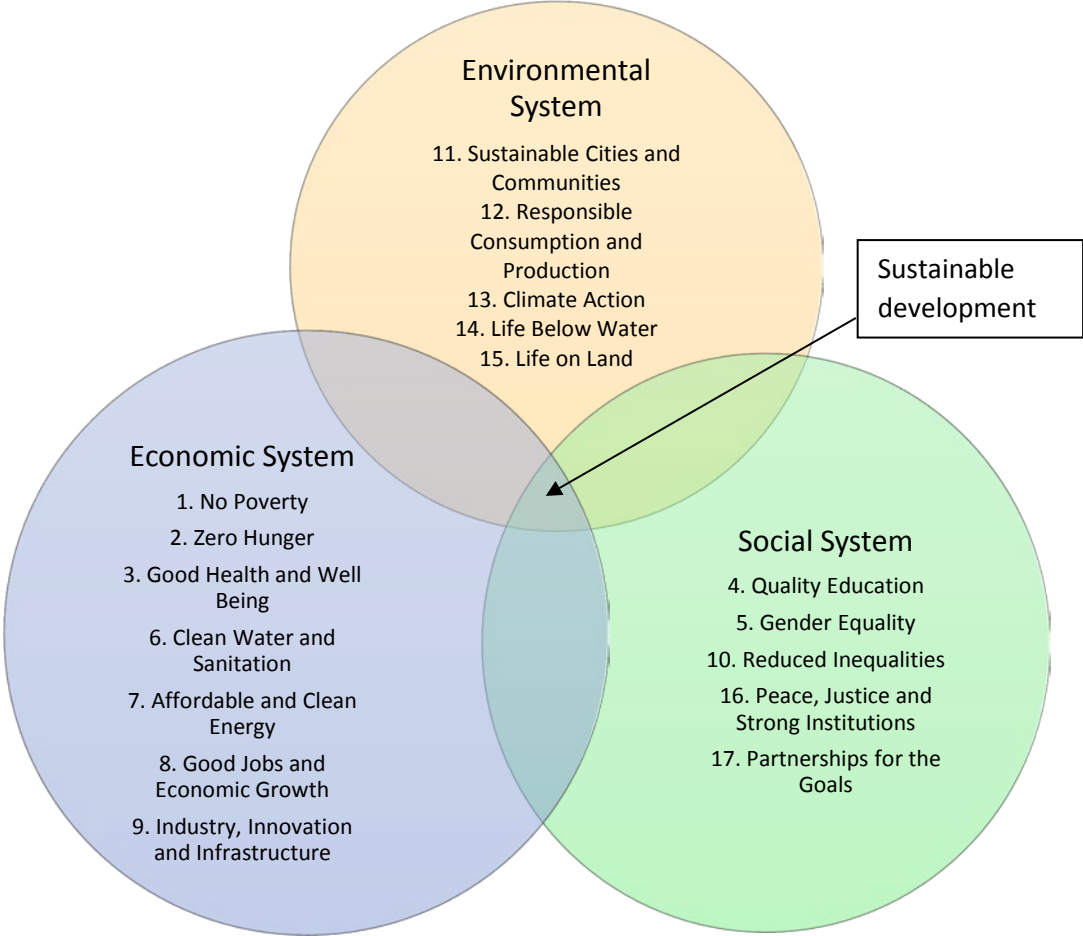 Environmental
System
11. Sustainable Cities and
Communities
12. Responsible
Consumption and
Production
13. Climate Action
14. Life Below Water
15. Life on Land
Sustainable
development
Economic System
1. No Poverty
2. Zero Hunger
3. Good Health and Well
Being
6. Clean Water and
Sanitation
7. Affordable and Clean
Energy
8. Good Jobs and
Economic Growth
9. Industry, Innovation
and Infrastructure
Social System
4. Quality Education
5. Gender Equality
10. Reduced Inequalities
16. Peace, Justice and
Strong Institutions
17. Partnerships for the
Goals